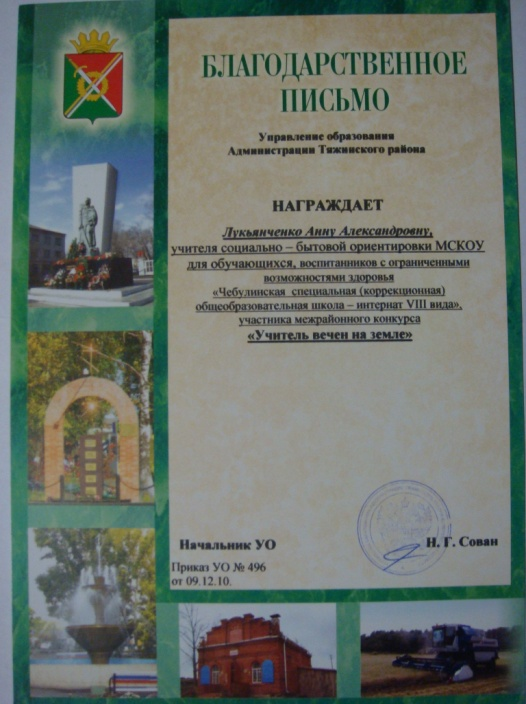 БЛАГОДАРСТВЕННОЕ
ПИСЬМО
Управление образования
Администрации Тяжинского района
НАГРАЖДАЕТ
Лукьянченко Анну Александровну,
учителя социально – бытовой ориентировки МСКОУ
для обучающихся, воспитанников с ограниченными
возможностями здоровья
«Чебулинская специальная (коррекционная)
общеобразовательная школа – интернат VIII вида»,
участника межрайонного конкурса
«Учитель вечен на земле»
Начальник УО
Н. Г. Сован
Приказ УО № 496
от 09.12.10.